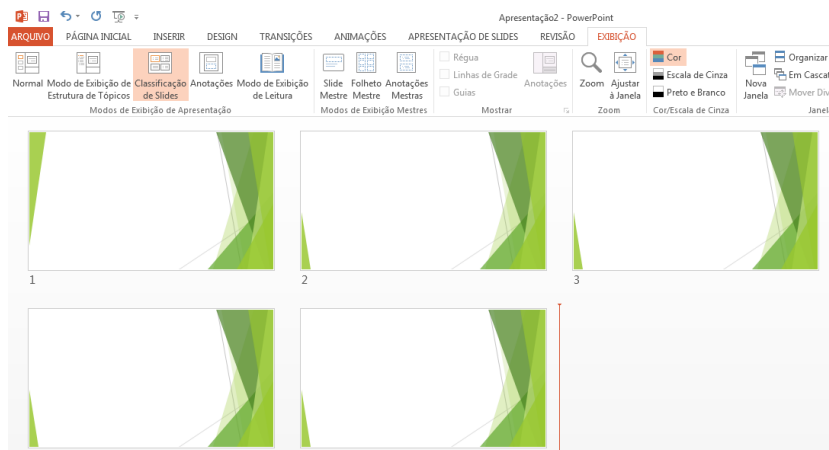 Apresentação2 - PowerPoint
ARQUIVO PÁGINA INICIAL INSERIR DESIGN TRANSIÇÕES ANIMAÇÕES APRESENTAÇÃO DE SLIDES REVISÃO EXIBIÇÃO
Normal
Modo de Exibição de
Estrutura de Tópicos
Classificação
de Slides
Anotações
Modo de Exibição
de Leitura
Modos de Exibição de Apresentação
Slide
Mestre
Folheto
Mestre
Anotações
Mestras
Modos de Exibição Mestres
Régua
Linhas de Grade
Guias
Anotações
Mostrar
Zoom
Ajustar
à Janela
Zoom
Cor
Escala de Cinza
Preto e Branco
Cor/Escala de Cinza
Nova
Janela
Organizar
Em Cascat
Mover Div
Janel
1
2
3